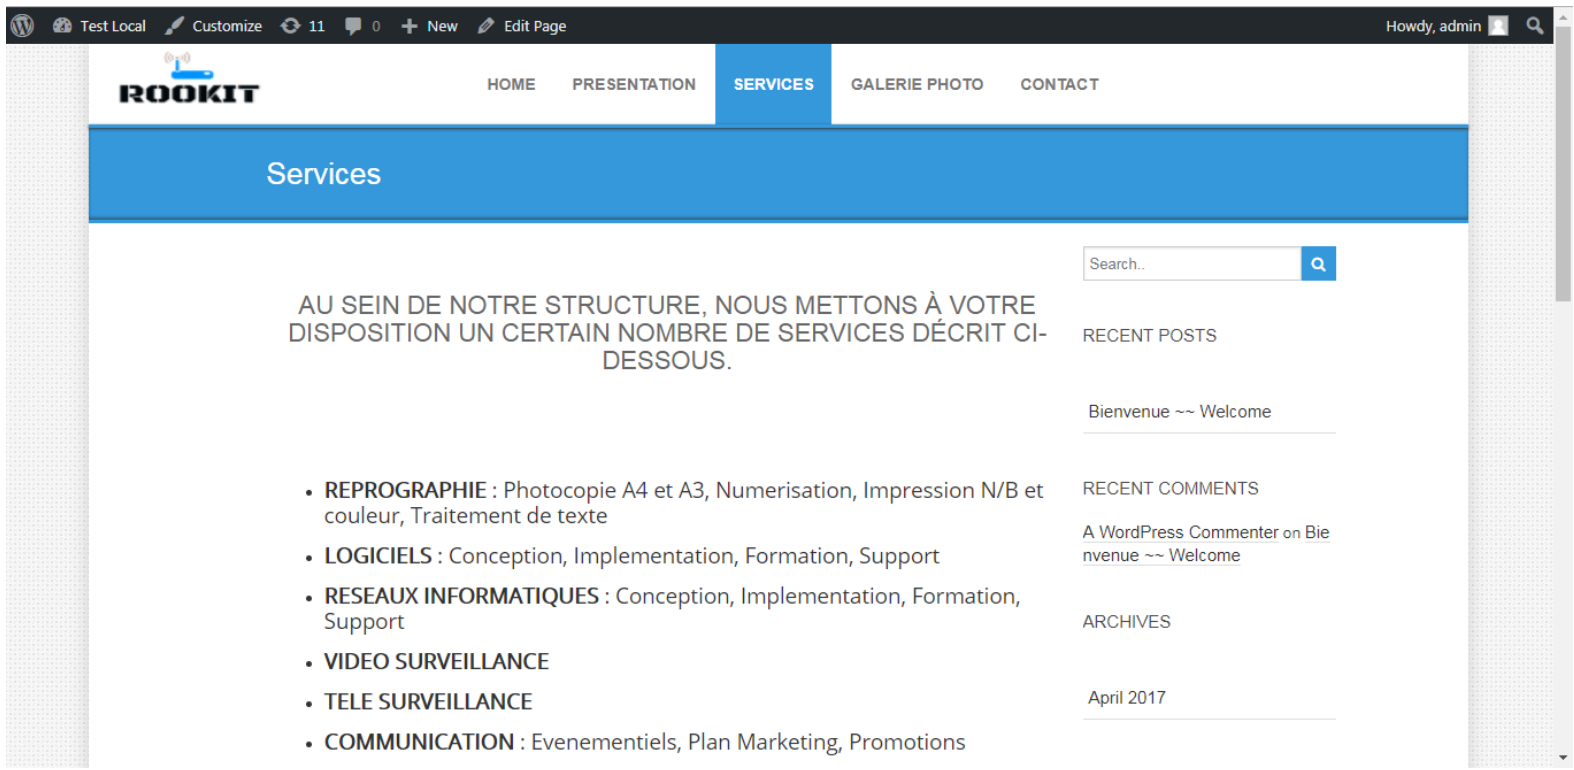 Test Local Customize 11 0 New Edit Page Howdy, admin
ROOKIT
HOME PRESENTATION SERVICES GALERIE PHOTO CONTACT
Services
Search..
AU SEIN DE NOTRE STRUCTURE, NOUS METTONS À VOTRE
DISPOSITION UN CERTAIN NOMBRE DE SERVICES DÉCRIT CI-
DESSOUS.
• REPROGRAPHIE : Photocopie A4 et A3, Numerisation, Impression N/B et
couleur, Traitement de texte
• LOGICIELS : Conception, Implementation, Formation, Support
• RESEAUX INFORMATIQUES : Conception, Implementation, Formation,
Support
• VIDEO SURVEILLANCE
• TELE SURVEILLANCE
• COMMUNICATION : Evenementiels, Plan Marketing, Promotions
RECENT POSTS
Bienvenue ~~ Welcome
RECENT COMMENTS
A WordPress Commenter on Bie
nvenue ~~ Welcome
ARCHIVES
April 2017